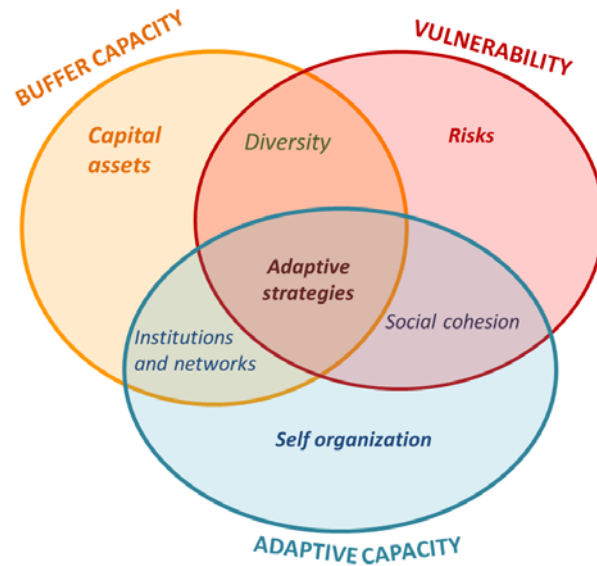 BUFFER CAPACITY
VULNERABILITY
Capital
assets
Diversity
Risks
Adaptive
strategies
Institutions
and networks
Social cohesion
Self organization
ADAPTIVE CAPACITY